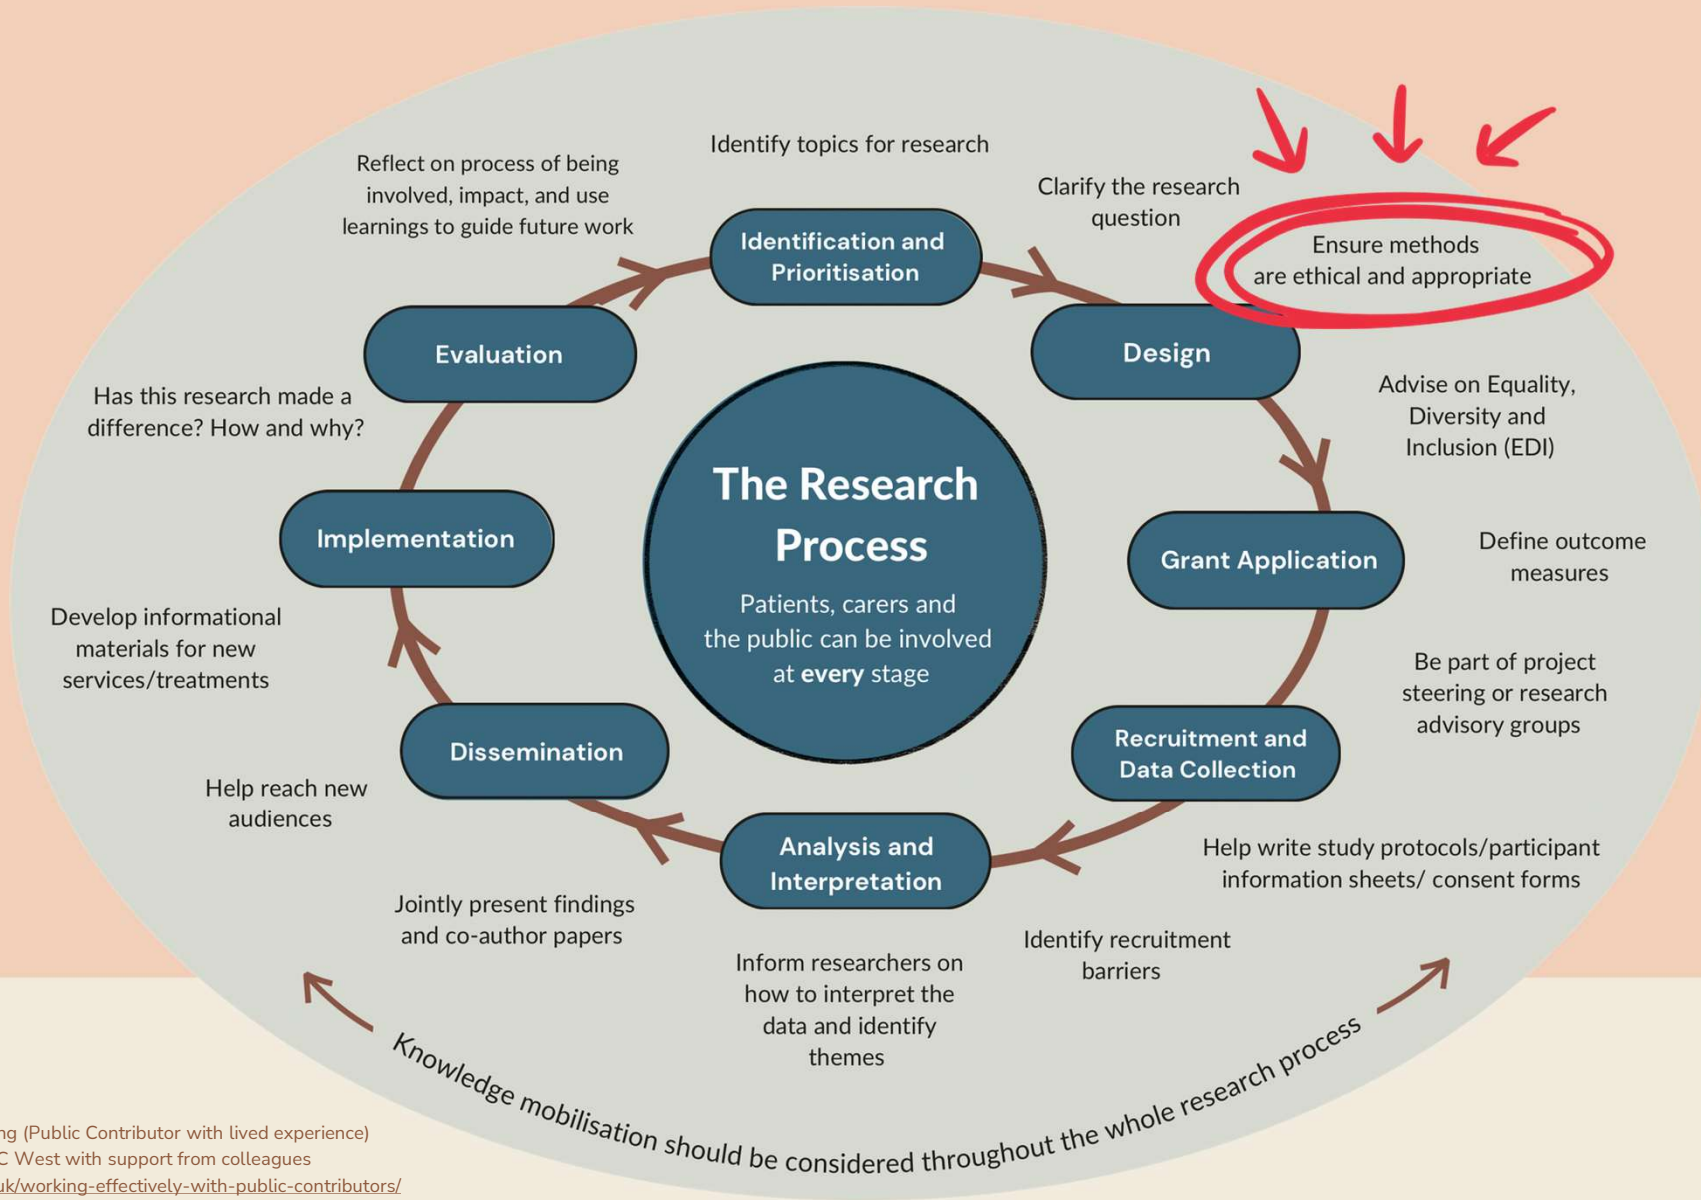 Identify topics for research
Reflect on process of being
involved, impact, and use
learnings to guide future work
Clarify the research
question
Ensure methods
are ethical and appropriate
Identification and
Prioritisation
Evaluation
Design
Has this research made a
difference? How and why?
Advise on Equality,
Diversity and
Inclusion (EDI)
The Research
Process
Patients, carers and
the public can be involved
at every stage
Implementation
Grant Application
Define outcome
measures
Develop informational
materials for new
services/treatments
Be part of project
steering or research
advisory groups
Dissemination
Recruitment and
Data Collection
Help reach new
audiences
Analysis and
Interpretation
Help write study protocols/participant
information sheets/ consent forms
Jointly present findings
and co-author papers
Identify recruitment
barriers
Inform researchers on
how to interpret the
data and identify
themes
Knowledge mobilisation should be considered throughout the whole research process
(Public Contributor with lived experience)
West with support from colleagues
/working-effectively-with-public-contributors/